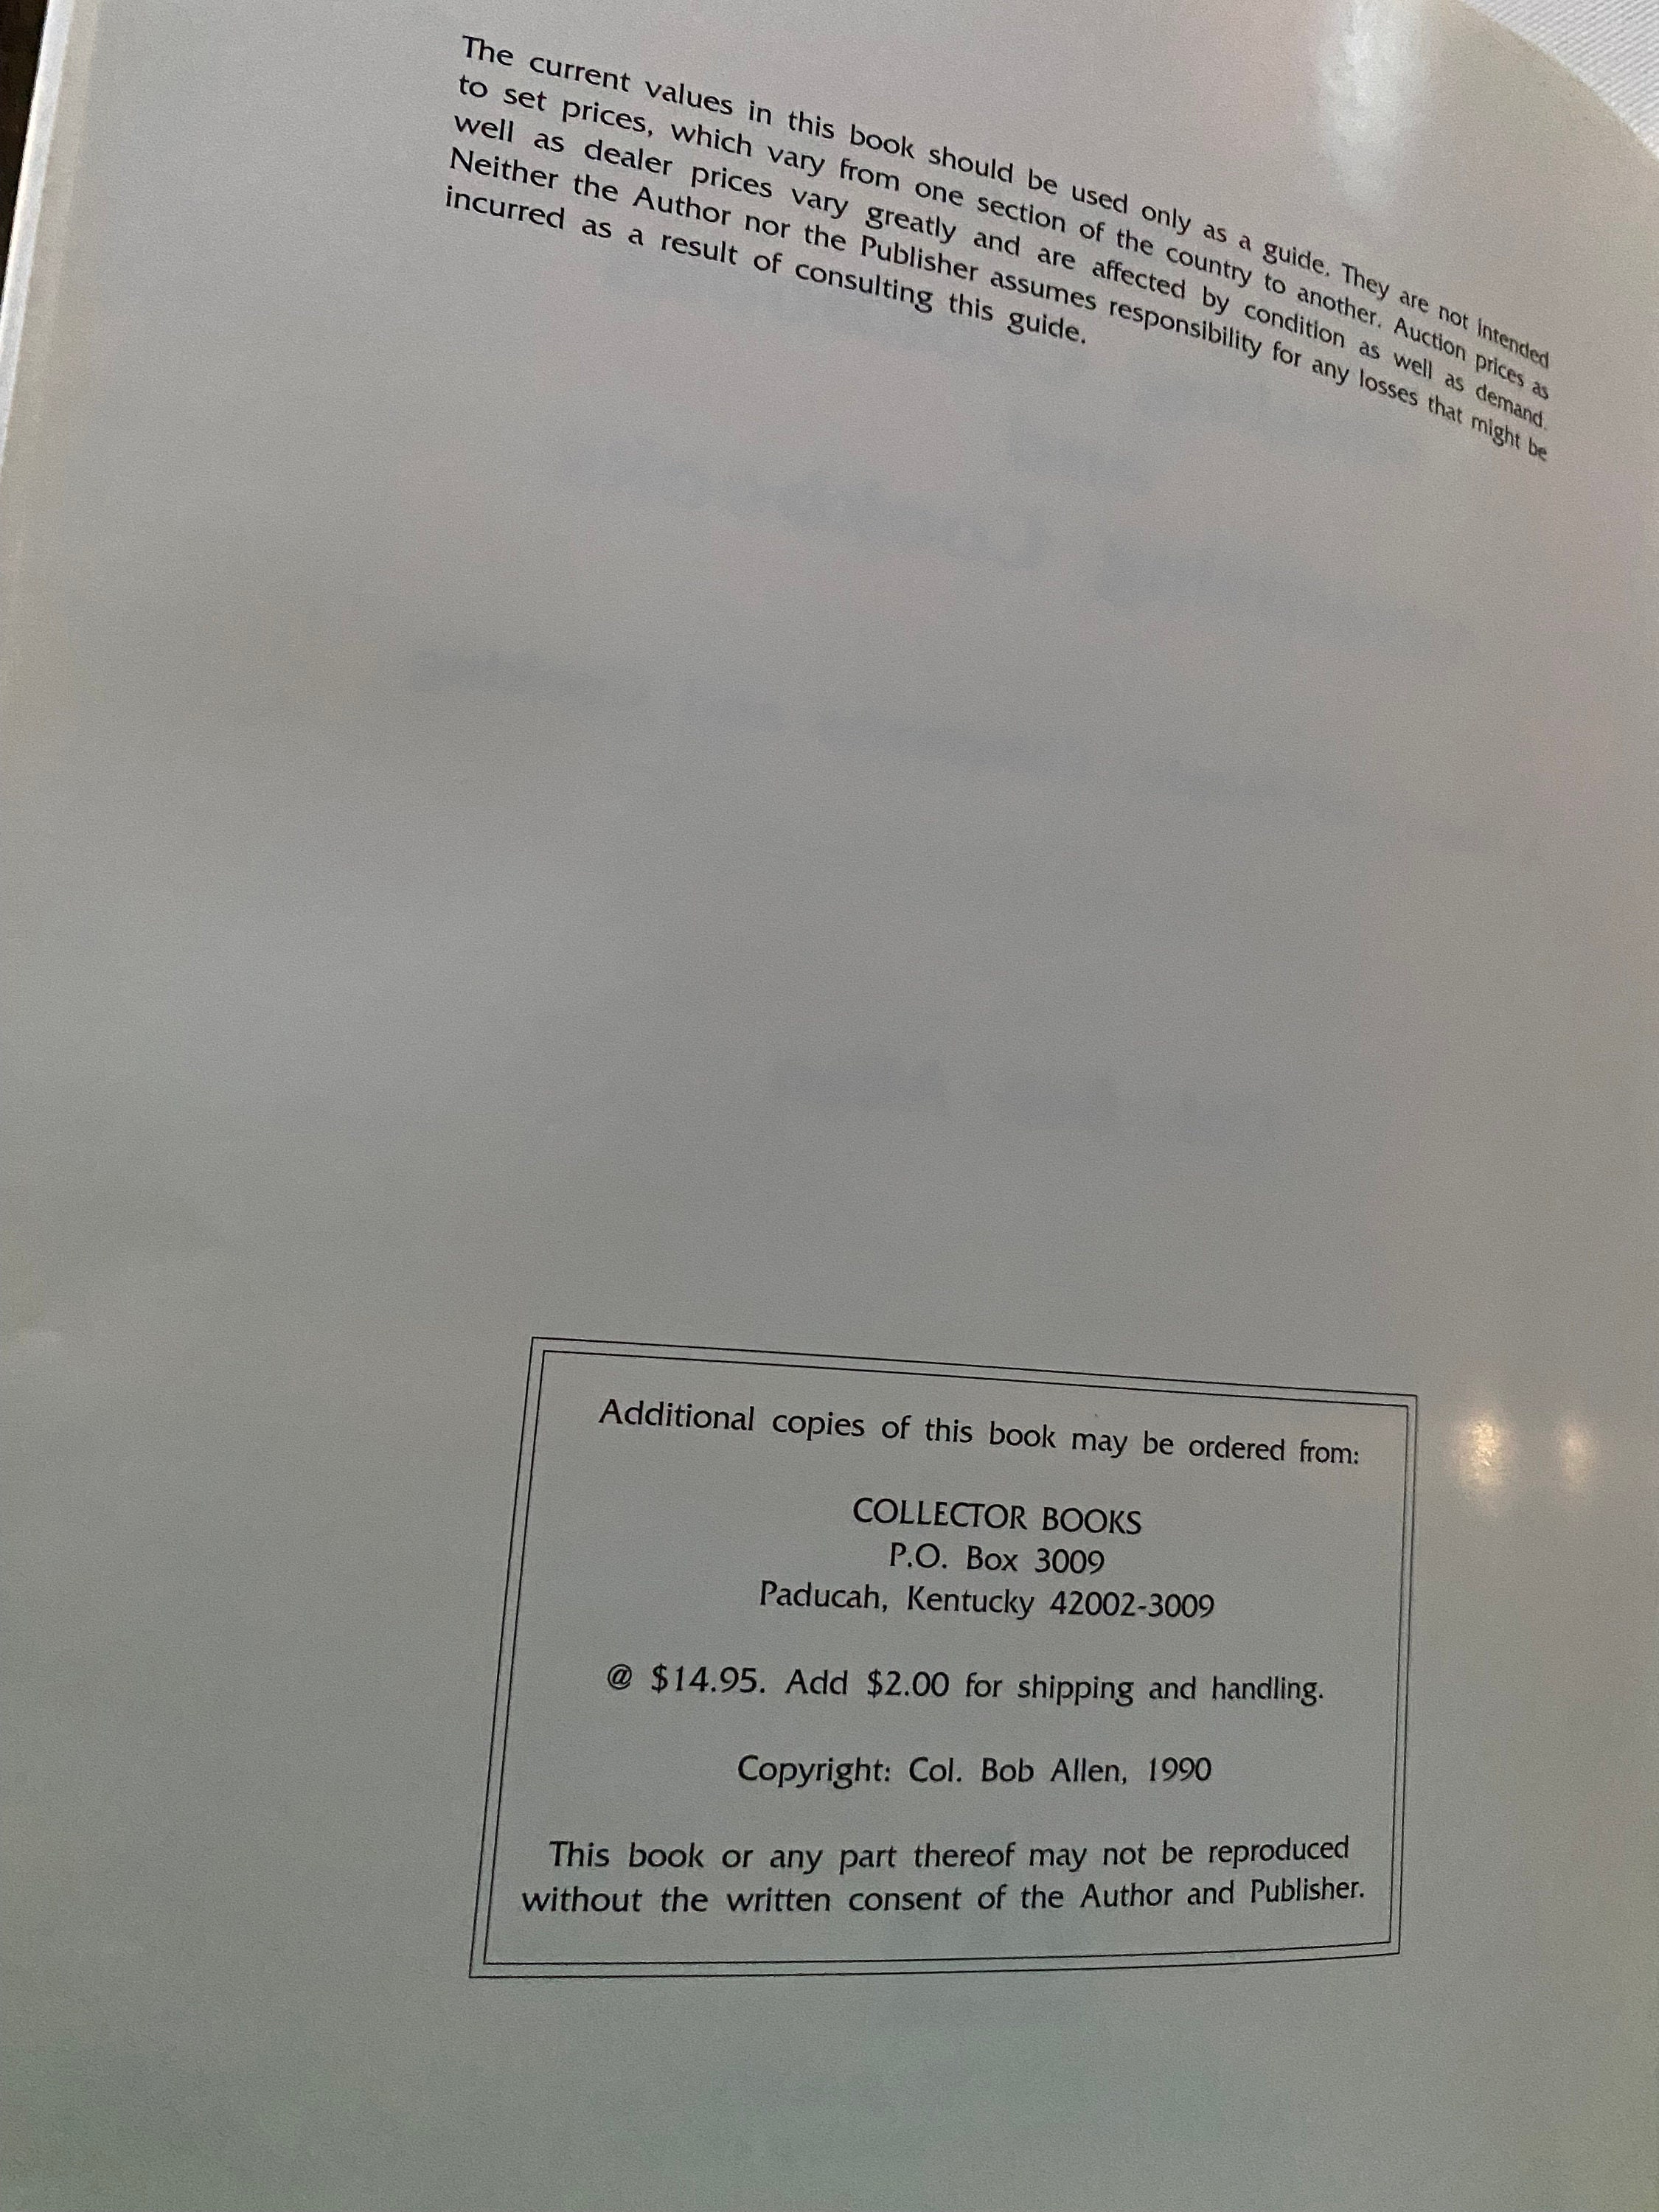 The current values in this book should be used only as a guide. They are not intended
to set prices, which vary from one section of the country to another. Auction prices as
well as dealer prices vary greatly and are affected by condition as well as demand.
Neither the Author nor the Publisher assumes responsibility for any losses that might be
incurred as a result of consulting this guide.
Additional copies of this book may be ordered from:
COLLECTOR BOOKS
P.O. Box 3009
Paducah, Kentucky 42002-3009
@ $14.95. Add $2.00 for shipping and handling.
Copyright: Col. Bob Allen, 1990
This book or any part thereof may not be reproduced
without the written consent of the Author and Publisher.